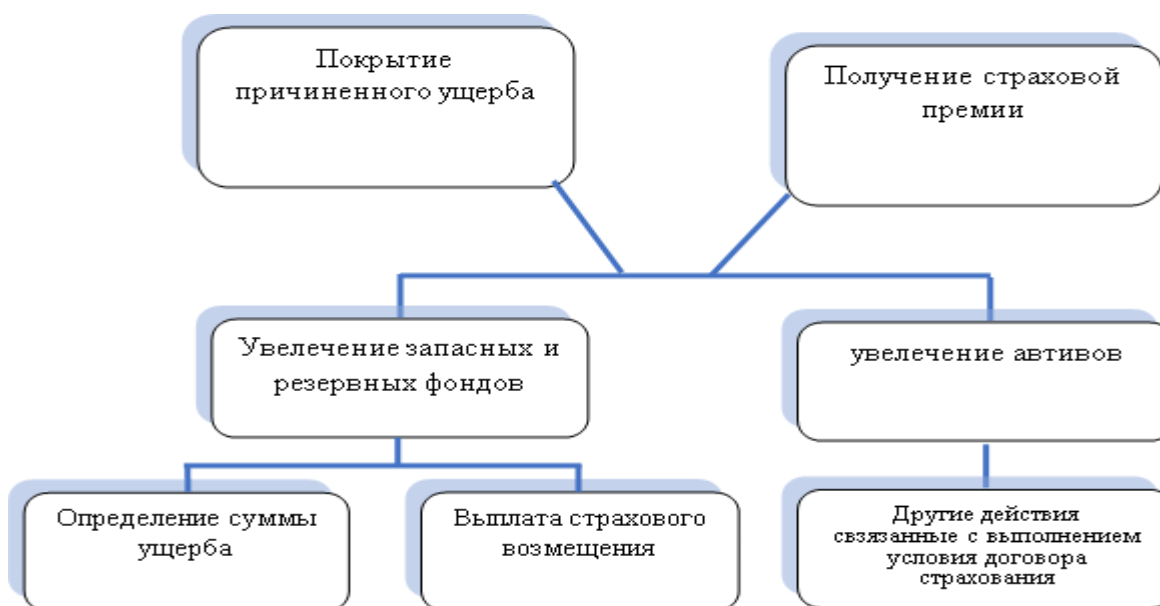 Покрытие
причиненного ущерба
Получение страховой
премии
Увелечение запасных и
резервных фондов
увелечение автивов
Определение суммы
ущерба
Выплата страхового
возмещения
Другие действия
свзязанные с выполнением
условия договора
страхования